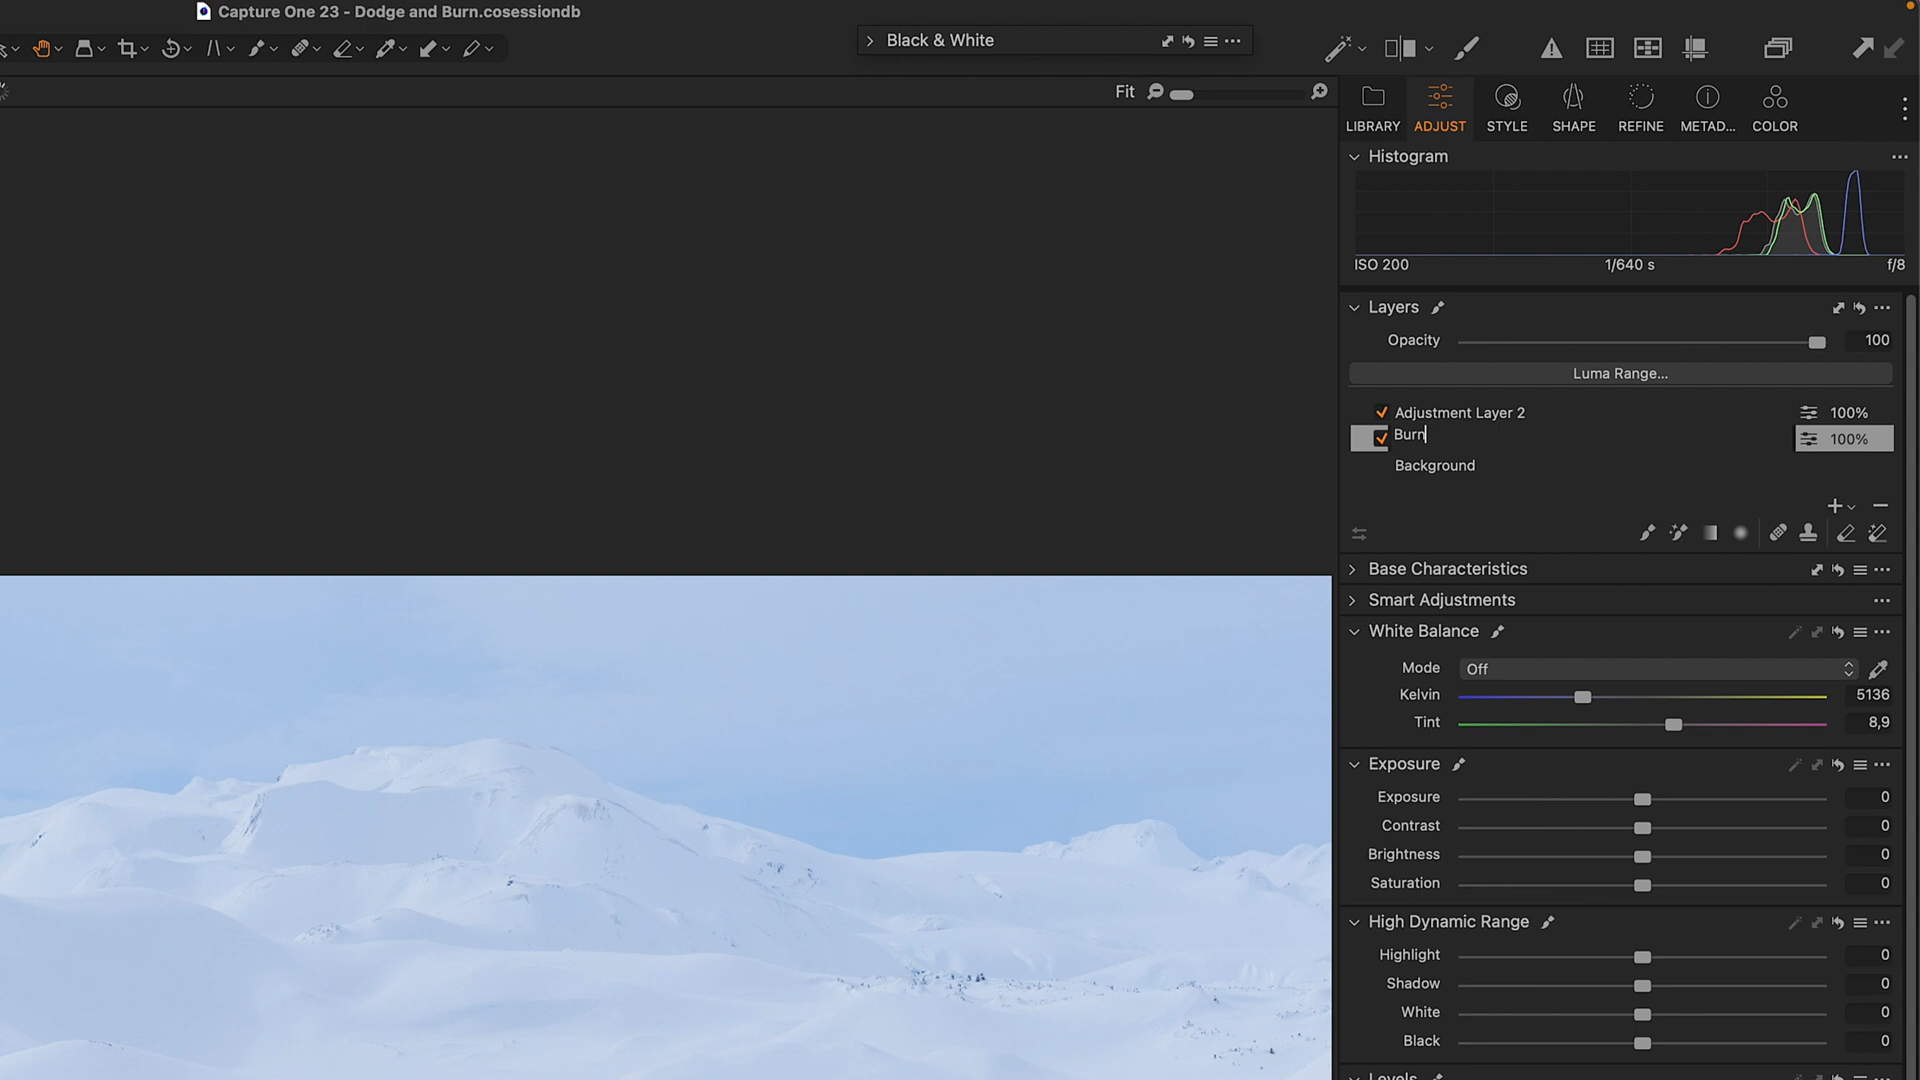 Capture One 23 - Dodge and Burn.cosessiondb
Black & White
Fit
LIBRARY
ADJUST
STYLE
SHAPE
REFINE
METAD...
COLOR
Histogram
ISO 200
1/640 s
f/8
Layers
Opacity
100
Luma Range...
Adjustment Layer 2
100%
Burn
100%
Background
Base Characteristics
Smart Adjustments
White Balance
Mode
Off
Kelvin
5136
Tint
8,9
Exposure
Exposure
0
Contrast
0
Brightness
0
Saturation
0
High Dynamic Range
Highlight
0
Shadow
0
White
0
Black
0
Levels